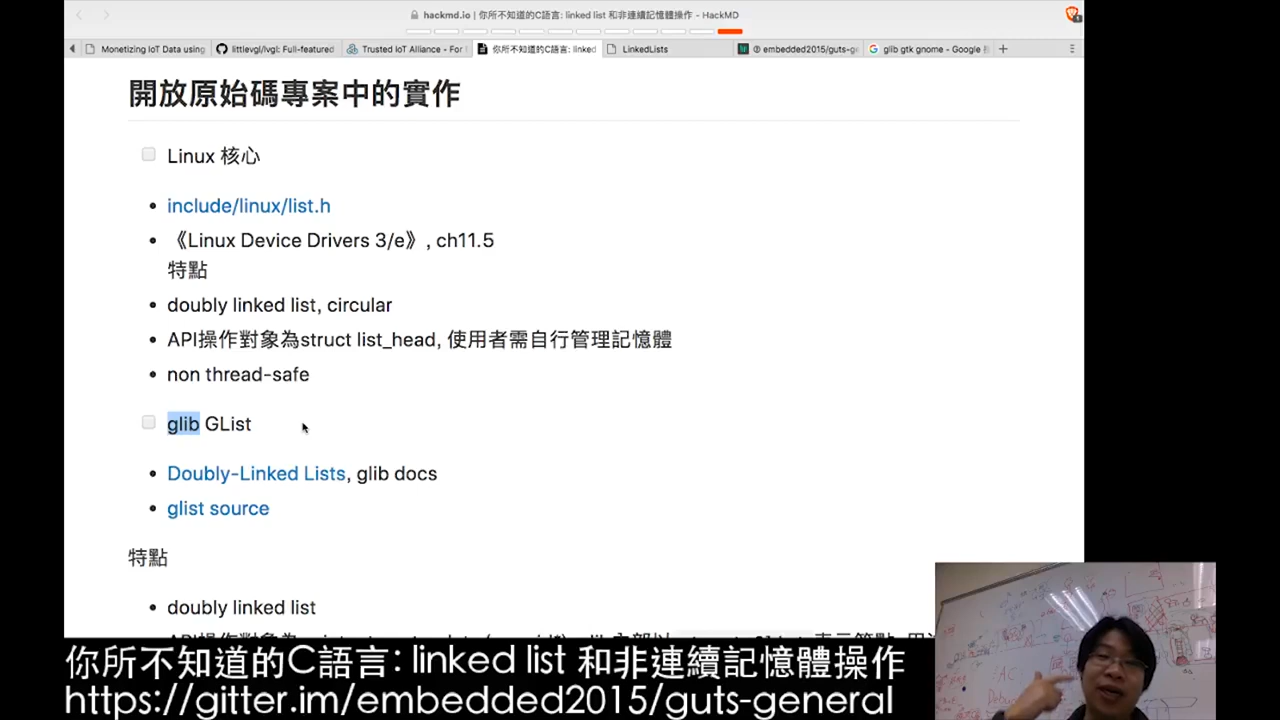 hackmd.io | 你所不知道的C語言: linked list 和非連續記憶體操作 - HackMD
Monetizing IoT Data using
littlevgl/lvgl: Full-featured
Trusted IoT Alliance - For
你所不知道的C語言: linked
LinkedLists
embedded2015/guts-ge
glib gtk gnome - Google
開放原始碼專案中的實作
Linux 核心
• include/linux/list.h
• 《Linux Device Drivers 3/e》, ch11.5
特點
• doubly linked list, circular
• API操作對象為struct list_head, 使用者需自行管理記憶體
• non thread-safe
glib GList
• Doubly-Linked Lists, glib docs
• glist source
特點
• doubly linked list
你所不知道的C語言: linked list 和非連續記憶體操作
https://gitter.im/embedded2015/guts-general